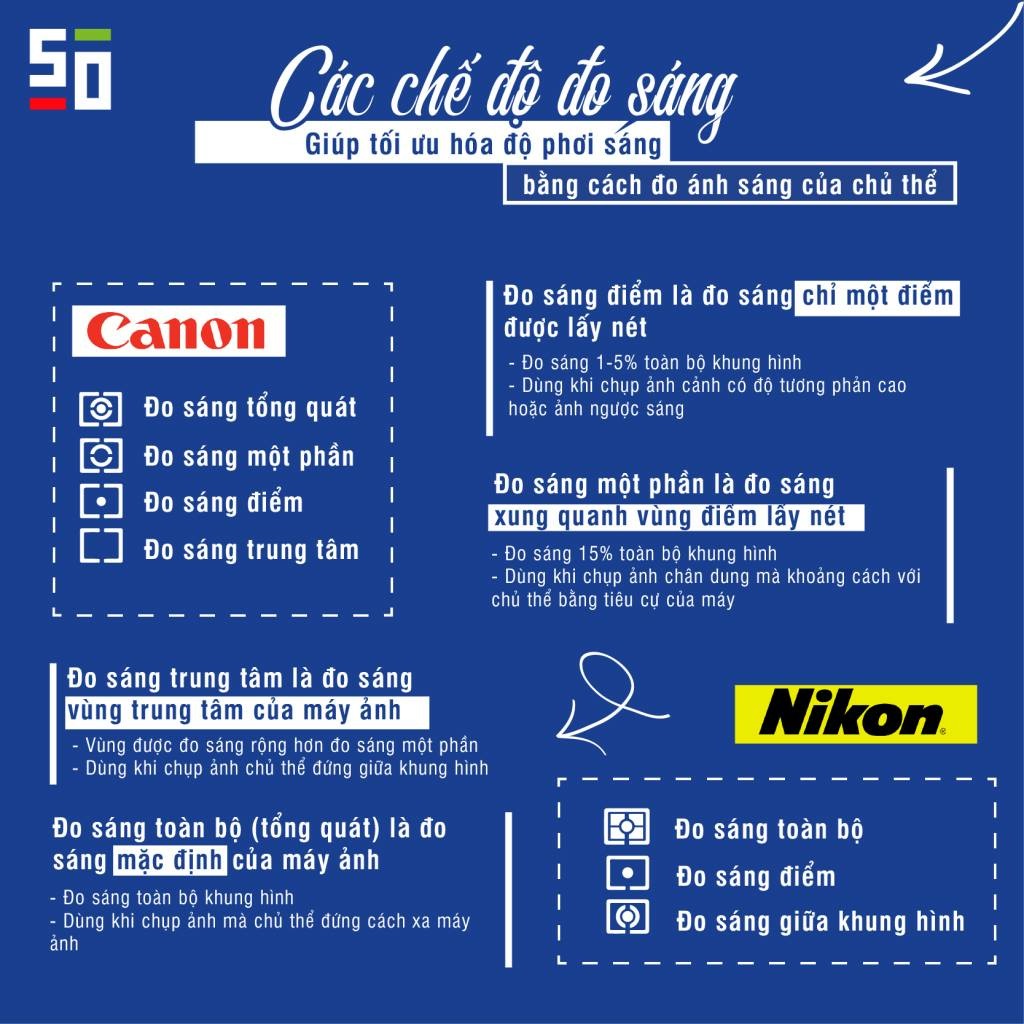 50
Các chế độ đo sáng
Giúp tối ưu hóa độ phơi sáng
bằng cách đo ánh sáng của chủ thể
Canon
Đo sáng tổng quát
Đo sáng một phần
Đo sáng điểm
Đo sáng trung tâm
Đo sáng điểm là đo sáng chỉ một điểm
được lấy nét
- Đo sáng 1-5% toàn bộ khung hình
- Dùng khi chụp ảnh cảnh có độ tương phản cao
hoặc ảnh ngược sáng
Đo sáng một phần là đo sáng
xung quanh vùng điểm lấy nét
- Đo sáng 15% toàn bộ khung hình
- Dùng khi chụp ảnh chân dung mà khoảng cách với
chủ thể bằng tiêu cự của máy
Đo sáng trung tâm là đo sáng
vùng trung tâm của máy ảnh
- Vùng được đo sáng rộng hơn đo sáng một phần
- Dùng khi chụp ảnh chủ thể đứng giữa khung hình
Đo sáng toàn bộ (tổng quát) là đo
sáng mặc định của máy ảnh
- Đo sáng toàn bộ khung hình
- Dùng khi chụp ảnh mà chủ thể đứng cách xa máy
ảnh
Nikon®
Đo sáng toàn bộ
Đo sáng điểm
Đo sáng giữa khung hình